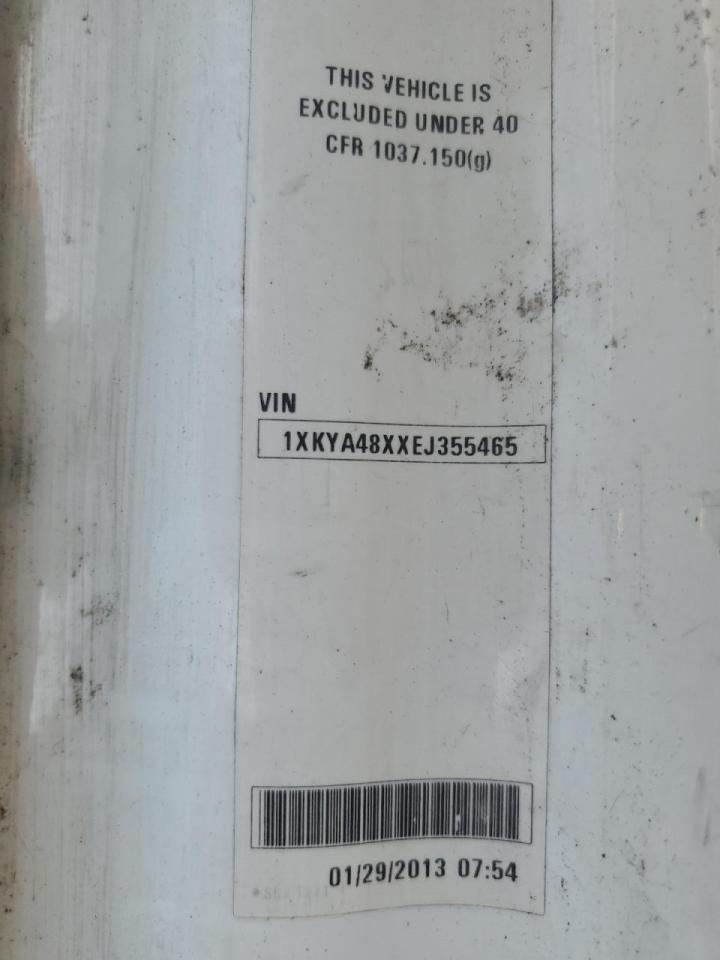 THIS VEHICLE IS
EXCLUDED UNDER 40
CFR 1037.150(g)
VIN
1XKYA48XXEJ355465
01/29/2013 07:54